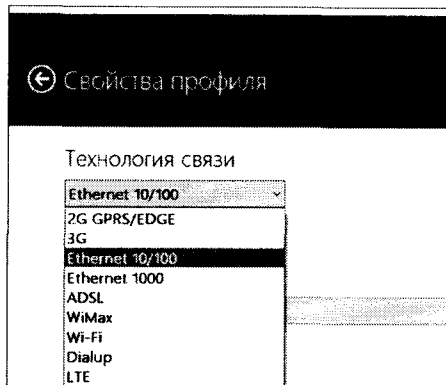 Свойства профиля
Технология связи
Ethernet 10/100
2G GPRS/EDGE
3G
Ethernet 10/100
Ethernet 1000
ADSL
WiMax
Wi-Fi
Dialup
LTE